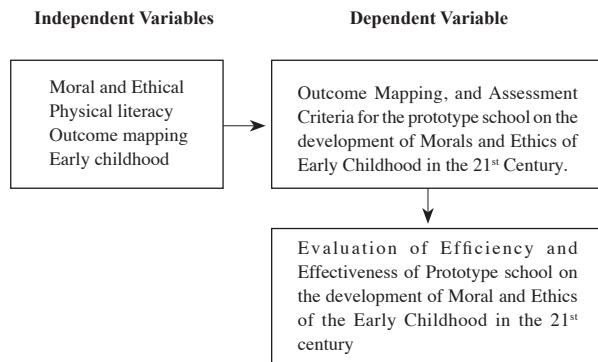 Independent Variables
Dependent Variable
Moral and Ethical
Physical literacy
Outcome mapping
Early childhood
Outcome Mapping, and Assessment
Criteria for the prototype school on the
development of Morals and Ethics of
Early Childhood in the 21st Century.
Evaluation of Efficiency and
Effectiveness of Prototype school on
the development of Moral and Ethics
of the Early Childhood in the 21st
century